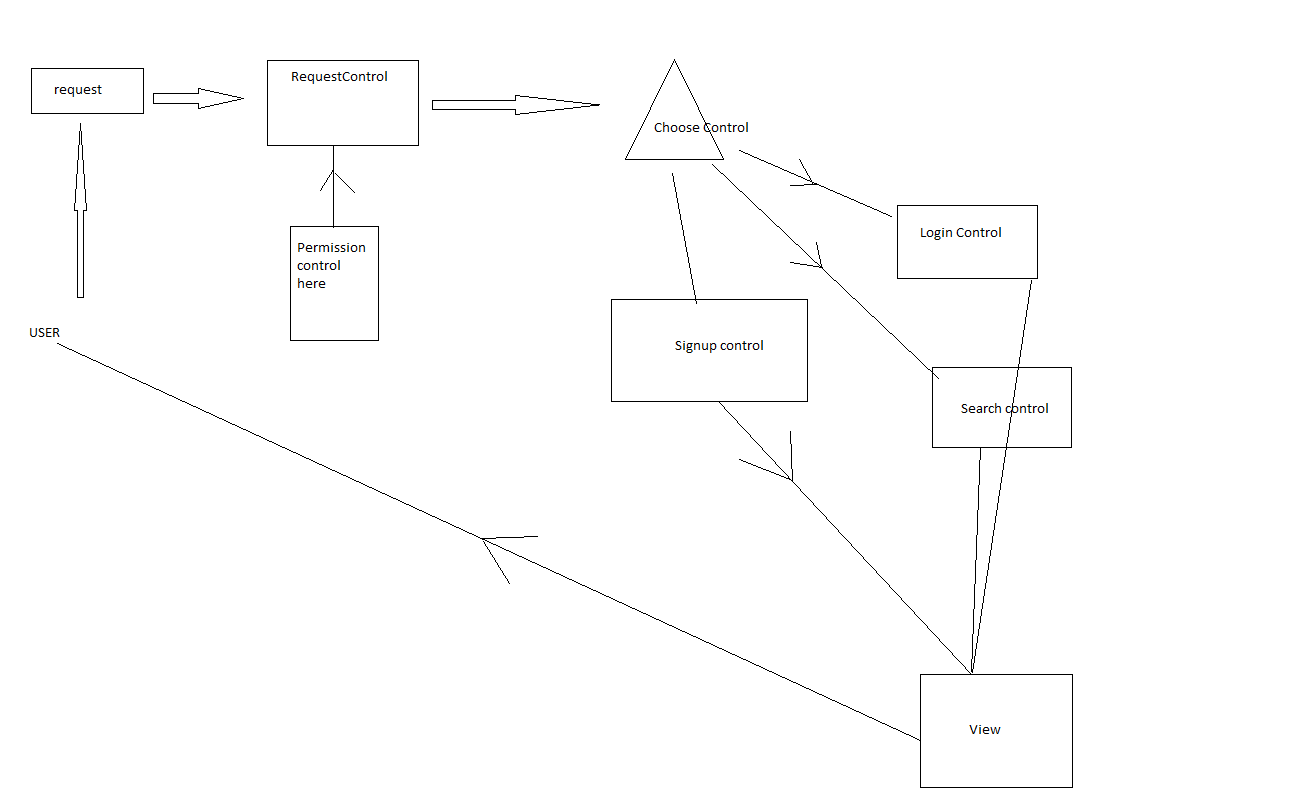 request
RequestControl
Choose Control
Login Control
Permission
control
here
USER
Signup control
Search control
View